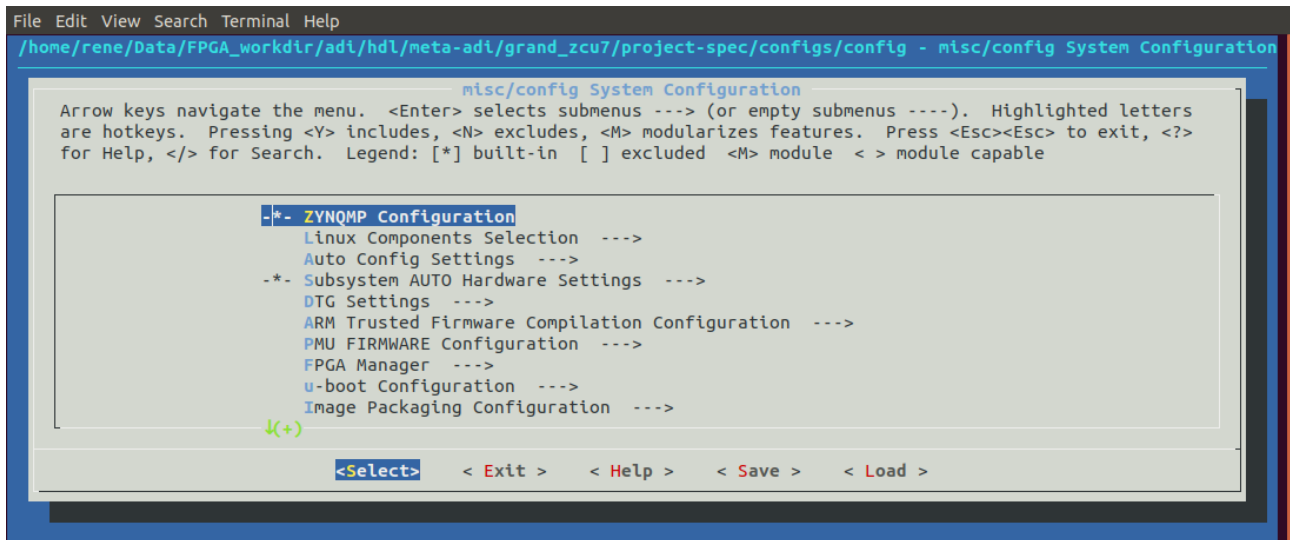 File Edit View Search Terminal Help
/home/rene/Data/FPGA_workdir/adi/hdl/meta-adi/grand_zcu7/project-spec/configs/config - misc/config System Configuration
misc/config System Configuration
Arrow keys navigate the menu. <Enter> selects submenus ---> (or empty submenus ----). Highlighted letters
are hotkeys. Pressing <Y> includes, <N> excludes, <M> modularizes features. Press <Esc><Esc> to exit, <?>
for Help, </> for Search. Legend: [*] built-in [ ] excluded <M> module < > module capable
-*- ZYNQMP Configuration
Linux Components Selection --->
Auto Config Settings --->
-*- Subsystem AUTO Hardware Settings --->
DTG Settings --->
ARM Trusted Firmware Compilation Configuration --->
PMU FIRMWARE Configuration --->
FPGA Manager --->
u-boot Configuration --->
Image Packaging Configuration --->
↓(+)
<Select> < Exit > < Help > < Save > < Load >